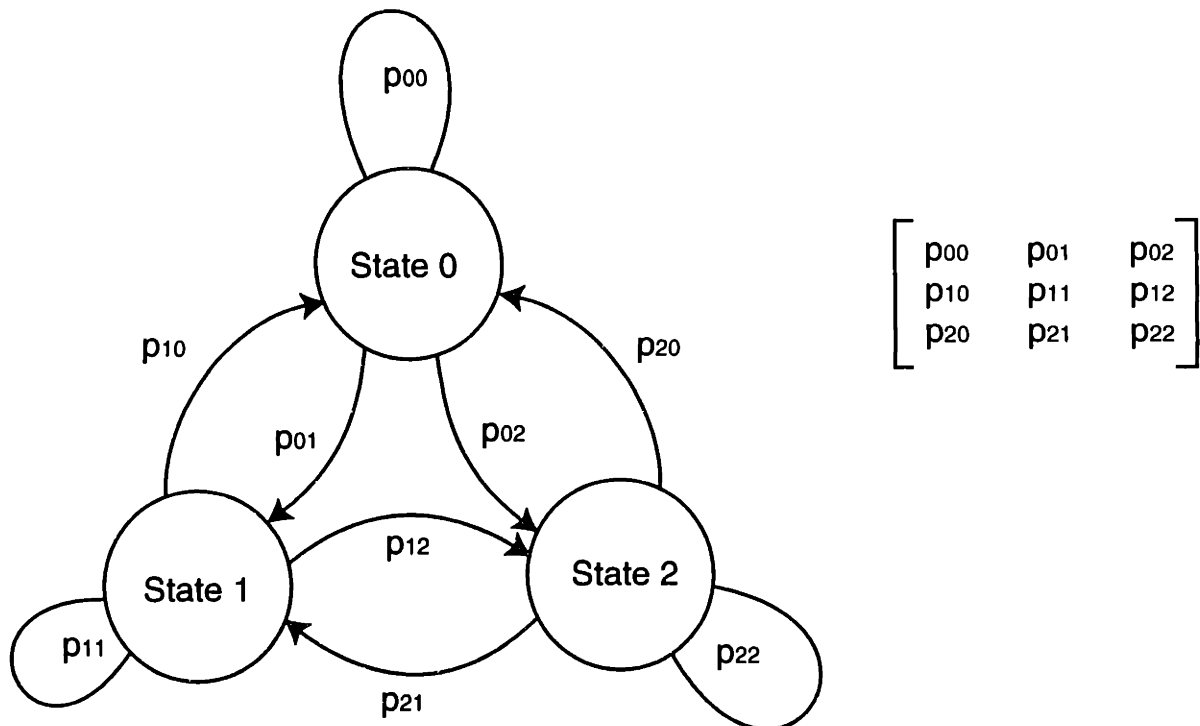 p00
State 0
p00 p01 p02
p10 p11 p12
p20 p21 p22
p10
p20
p01
p02
p12
State 1
State 2
p11
p22
p21